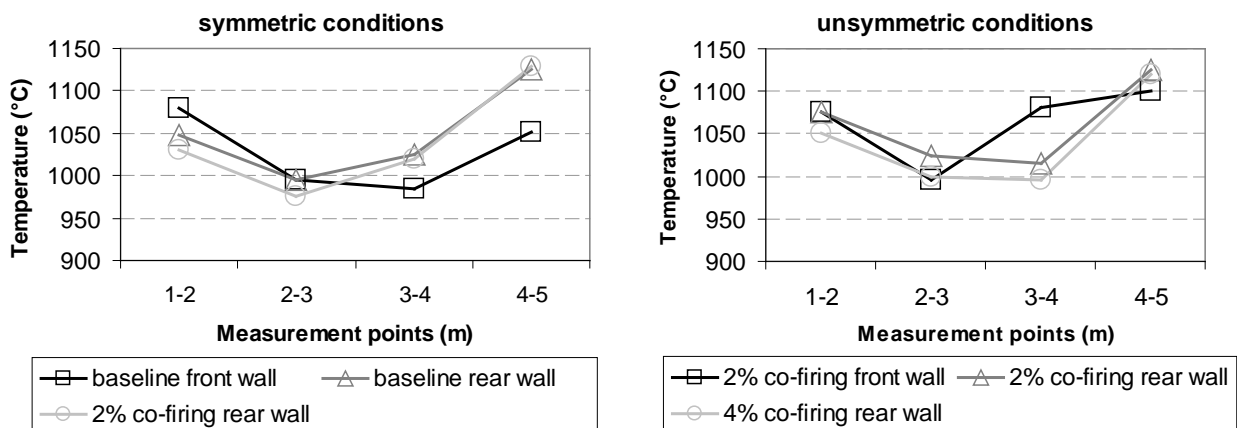 symmetric conditions
Temperature (°C)
1150
1100
1050
1000
950
900
1-2 2-3 3-4 4-5
Measurement points (m)
baseline front wall baseline rear wall
2% co-firing rear wall
unsymmetric conditions
Temperature (°C)
1150
1100
1050
1000
950
900
1-2 2-3 3-4 4-5
Measurement points (m)
2% co-firing front wall 2% co-firing rear wall
4% co-firing rear wall